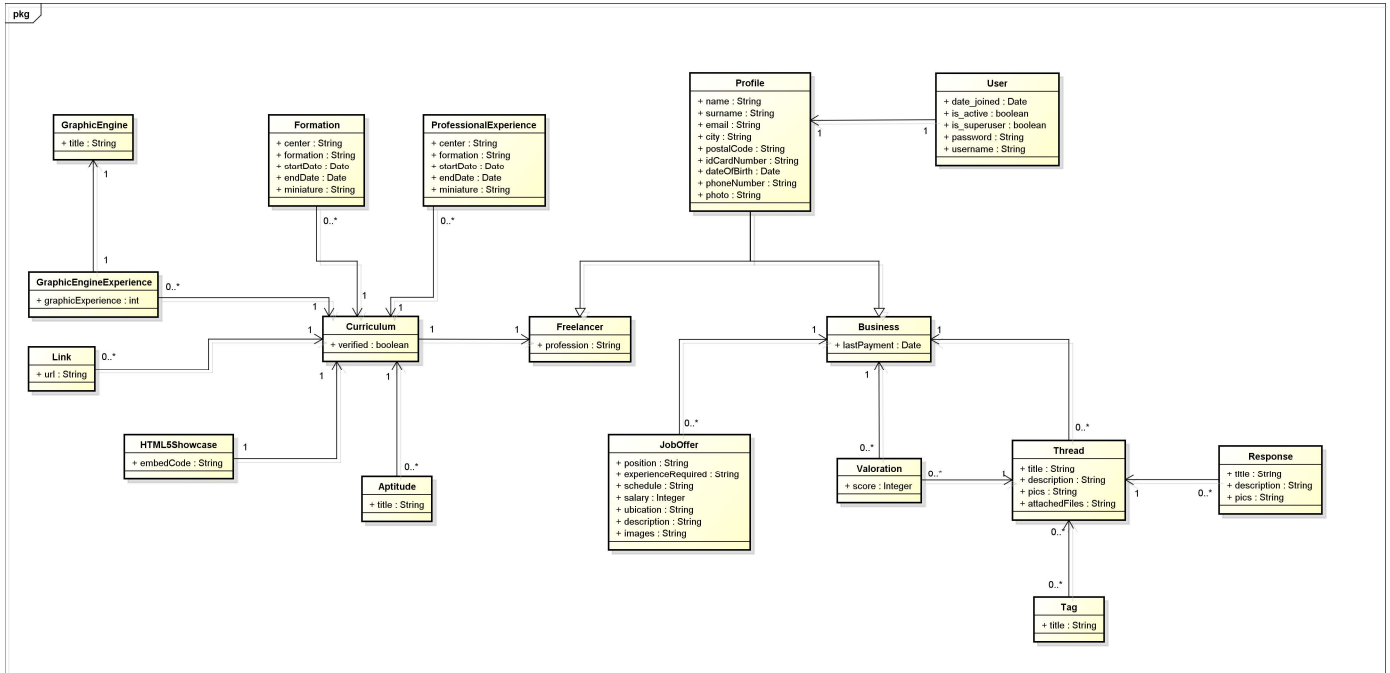 pkg
Profile
+ name : String
+ surname : String
+ email : String
+ city : String
+ postalCode : String
+ idCardNumber : String
+ dateOfBirth : Date
+ phoneNumber : String
+ photo : String
User
+ date_joined : Date
+ is_active : boolean
+ is_superuser : boolean
+ password : String
+ username : String
1
1
GraphicEngine
+ title : String
1
1
Formation
+ center : String
+ formation : String
+ startDate : Date
+ endDate : Date
+ miniature : String
0..*
1
ProfessionalExperience
+ center : String
+ formation : String
+ startDate : Date
+ endDate : Date
+ miniature : String
0..*
1
GraphicEngineExperience
+ graphicExperience : int
0..*
1
Link
+ url : String
0..*
1
Curriculum
+ verified : boolean
1
1
Freelancer
+ profession : String
Business
+ lastPayment : Date
1
1
1
HTML5Showcase
+ embedCode : String
1
1
Aptitude
+ title : String
0..*
1
JobOffer
+ position : String
+ experienceRequired : String
+ schedule : String
+ salary : Integer
+ ubication : String
+ description : String
+ images : String
0..*
Valoration
+ score : Integer
0..*
0..*
1
Thread
+ title : String
+ description : String
+ pics : String
+ attachedFiles : String
0..*
1
0..*
Response
+ title : String
+ description : String
+ pics : String
0..*
0..*
Tag
+ title : String